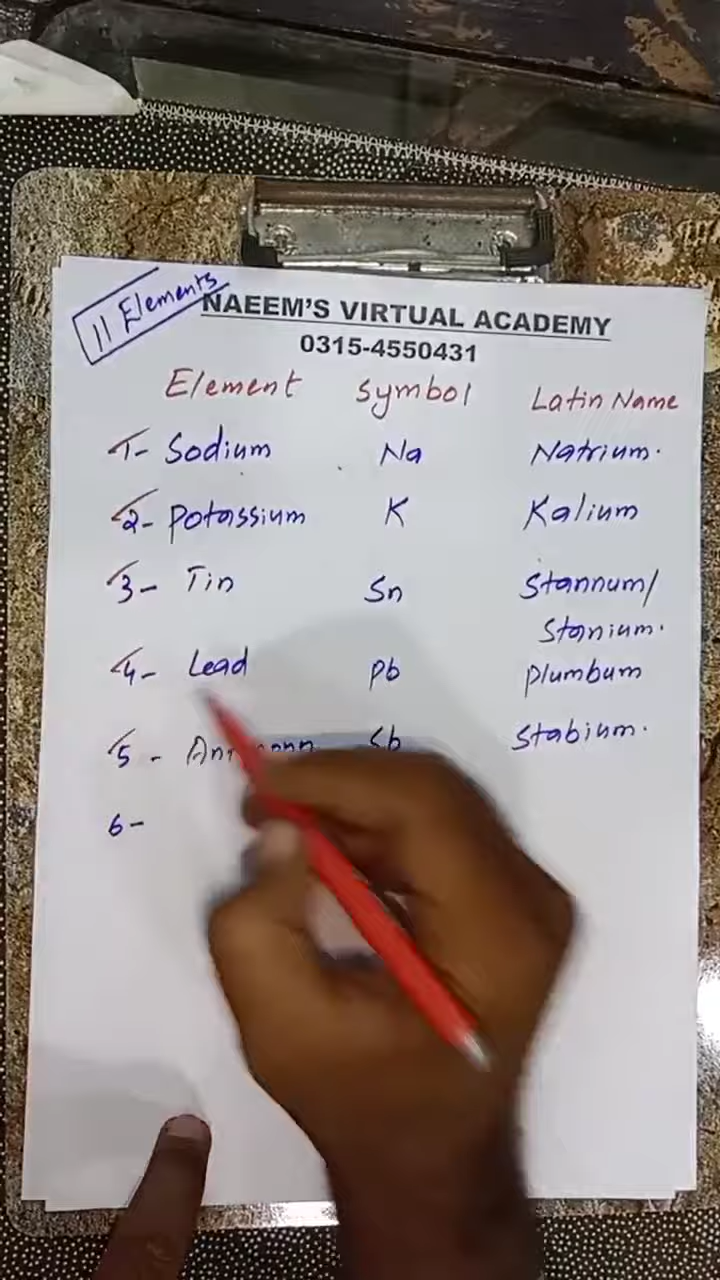 11 Elements
NAEEM'S VIRTUAL ACADEMY
0315-4550431
Element Symbol Latin Name
1- Sodium Na Natrium.
2- Potassium K Kalium
3- Tin Sn Stannum/
Stanium.
4- Lead Pb Plumbum
5- Sb Stabium.
6-